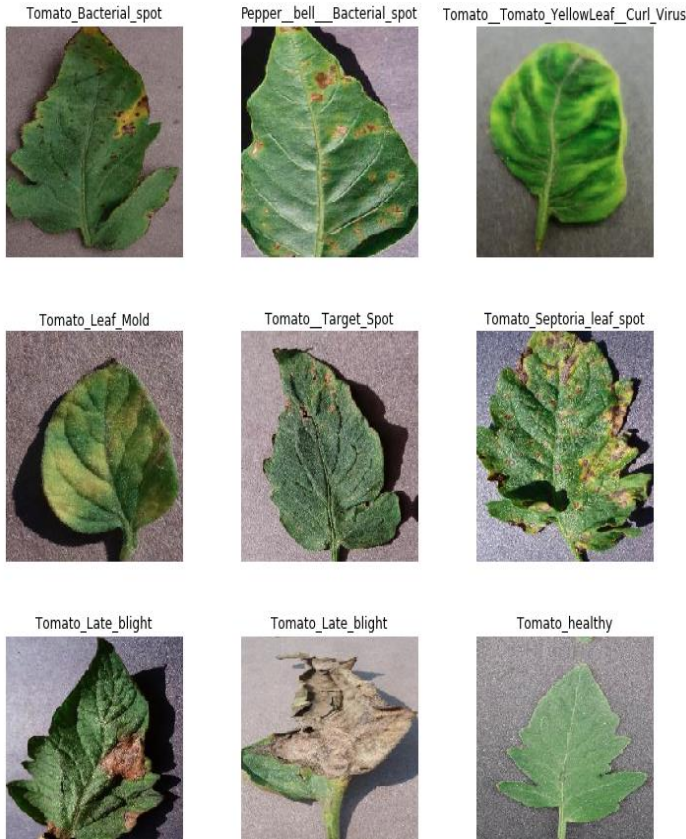 Tomato_Bacterial_spot
Pepper__bell___Bacterial_spot
Tomato__Tomato_YellowLeaf__Curl_Virus
Tomato_Leaf_Mold
Tomato__Target_Spot
Tomato_Septoria_leaf_spot
Tomato_Late_blight
Tomato_Late_blight
Tomato_healthy